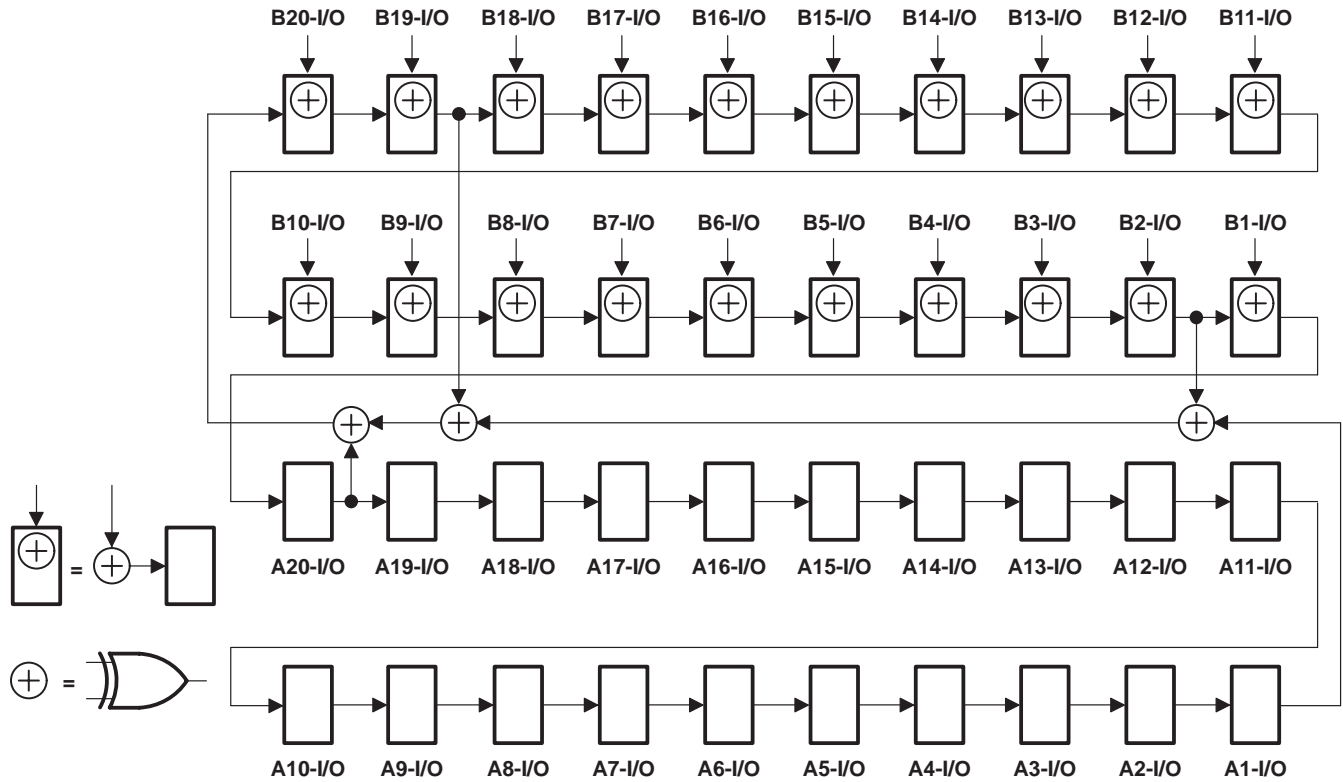 B20-I/O B19-I/O B18-I/O B17-I/O B16-I/O B15-I/O B14-I/O B13-I/O B12-I/O B11-I/O
B10-I/O B9-I/O B8-I/O B7-I/O B6-I/O B5-I/O B4-I/O B3-I/O B2-I/O B1-I/O
=
A20-I/O A19-I/O A18-I/O A17-I/O A16-I/O A15-I/O A14-I/O A13-I/O A12-I/O A11-I/O
=
A10-I/O A9-I/O A8-I/O A7-I/O A6-I/O A5-I/O A4-I/O A3-I/O A2-I/O A1-I/O